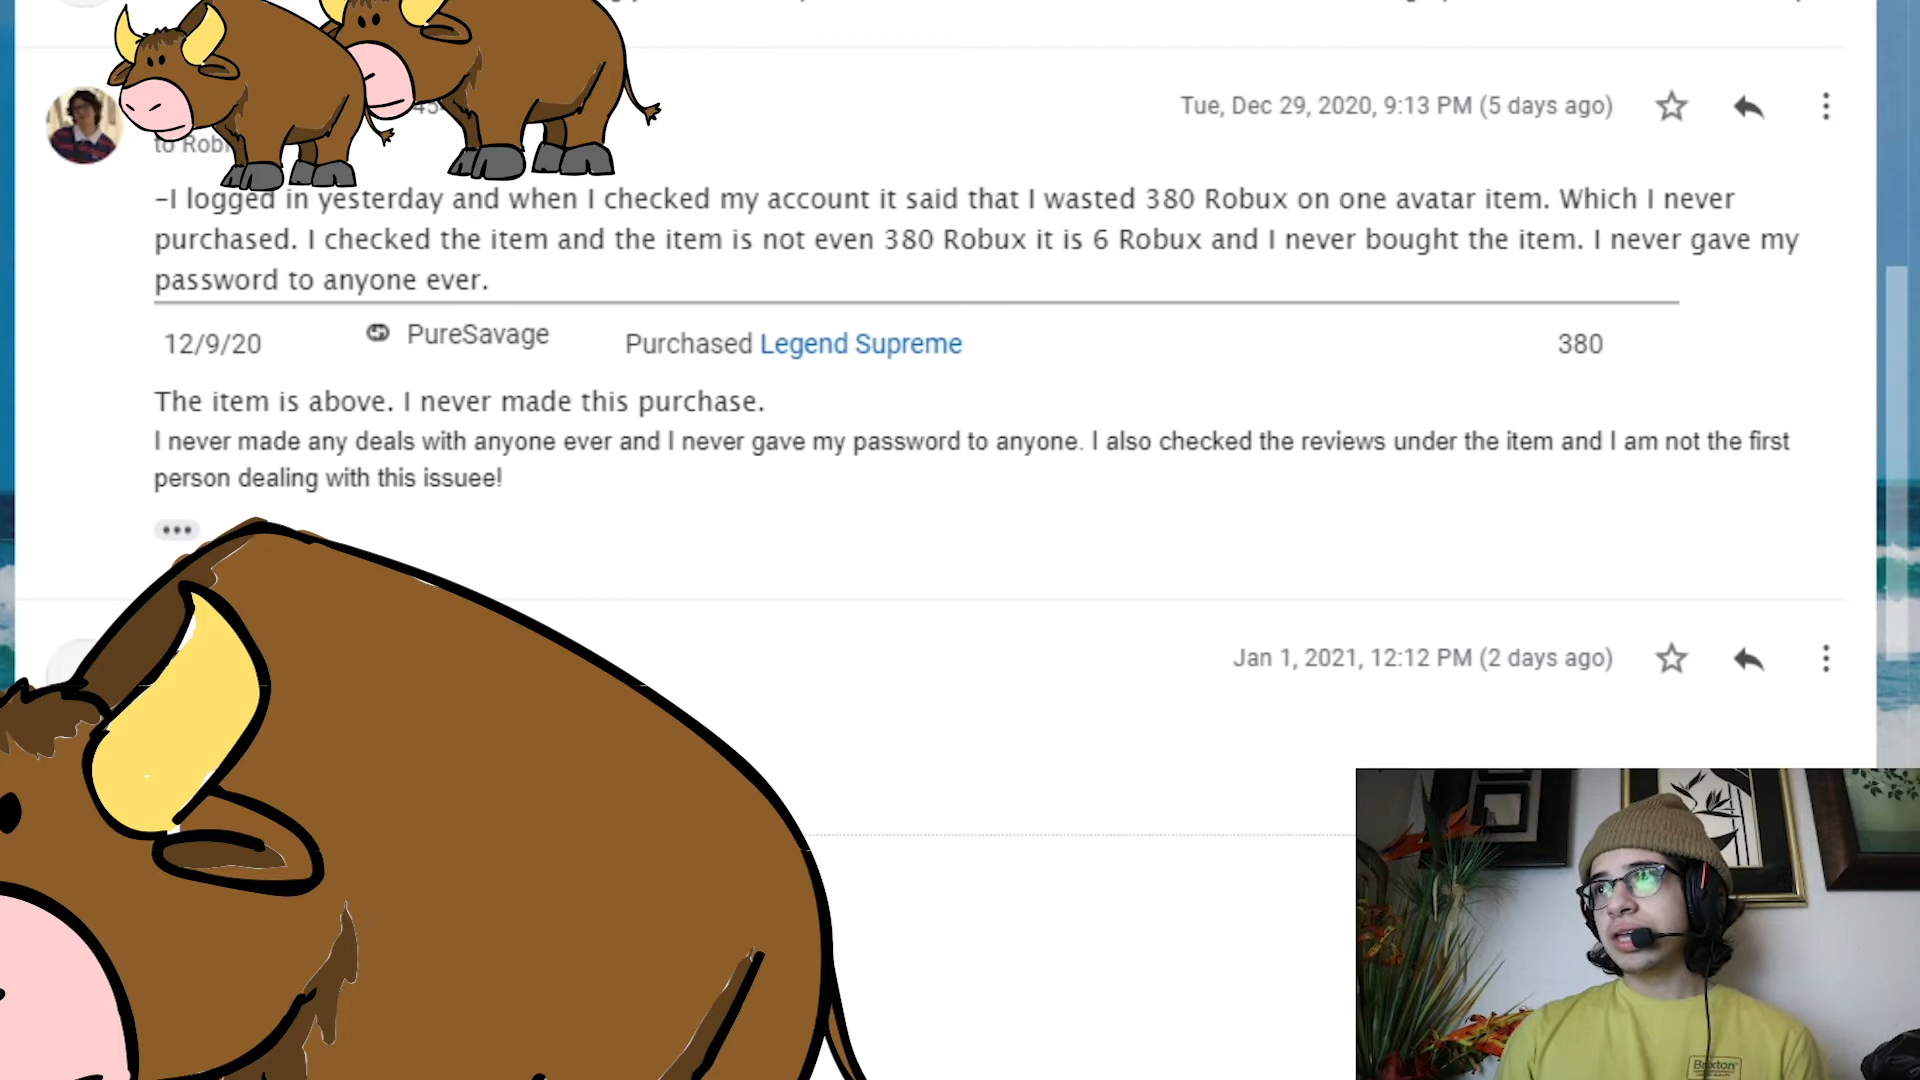 Tue, Dec 29, 2020, 9:13 PM (5 days ago)
to Rob
-I logged in yesterday and when I checked my account it said that I wasted 380 Robux on one avatar item. Which I never
purchased. I checked the item and the item is not even 380 Robux it is 6 Robux and I never bought the item. I never gave my
password to anyone ever.
12/9/20 PureSavage Purchased Legend Supreme 380
The item is above. I never made this purchase.
I never made any deals with anyone ever and I never gave my password to anyone. I also checked the reviews under the item and I am not the first
person dealing with this issuee!
Jan 1, 2021, 12:12 PM (2 days ago)
Brixton